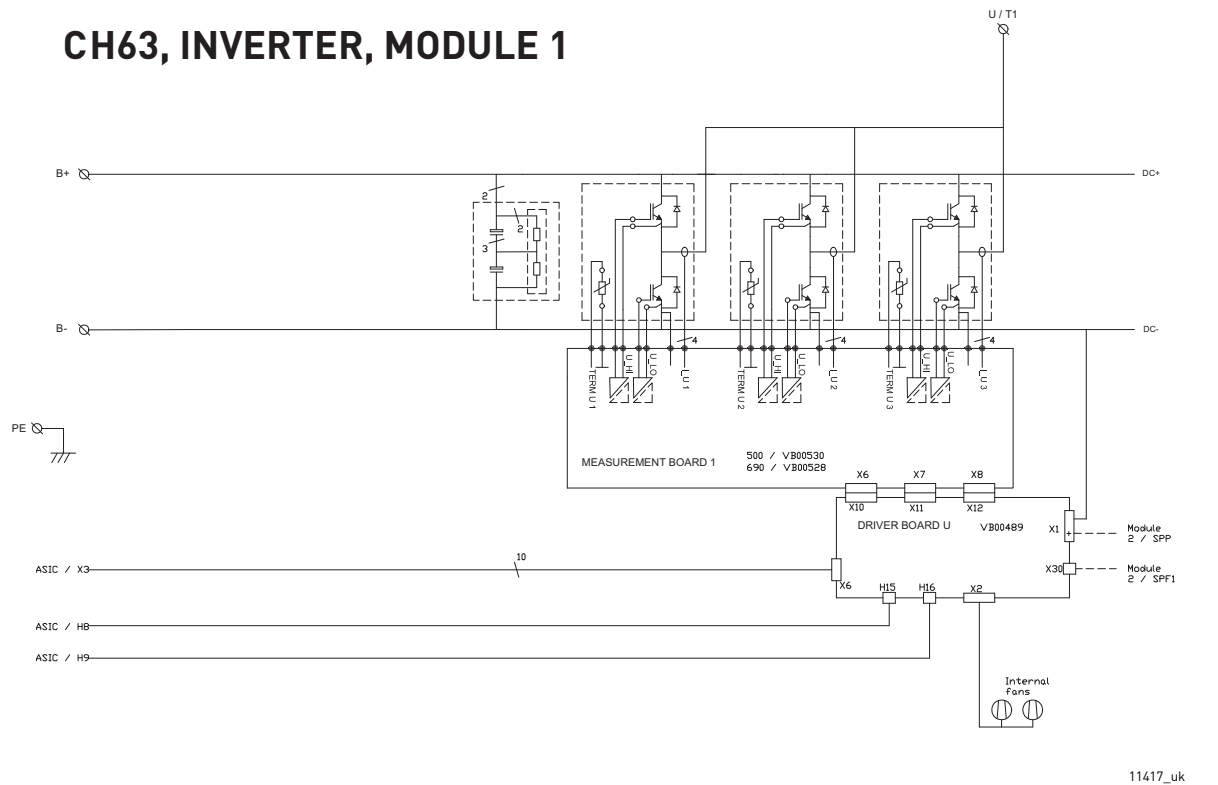 U / T1
CH63, INVERTER, MODULE 1
B+
DC+
2
2
3
B-
DC-
4
4
4
TERM U 1
U_HI
U_LO
I_U 1
TERM U 2
U_HI
U_LO
I_U 2
TERM U 3
U_HI
U_LO
I_U 3
PE
MEASUREMENT BOARD 1
500 / VB00530
690 / VB00528
X6
X7
X8
X10
X11
X12
DRIVER BOARD U
VB00489
X1
+
Module
2 / SPP
10
ASIC / X3
X6
X30
Module
2 / SPF1
H15
H16
X2
ASIC / H8
ASIC / H9
Internal
fans
11417_uk